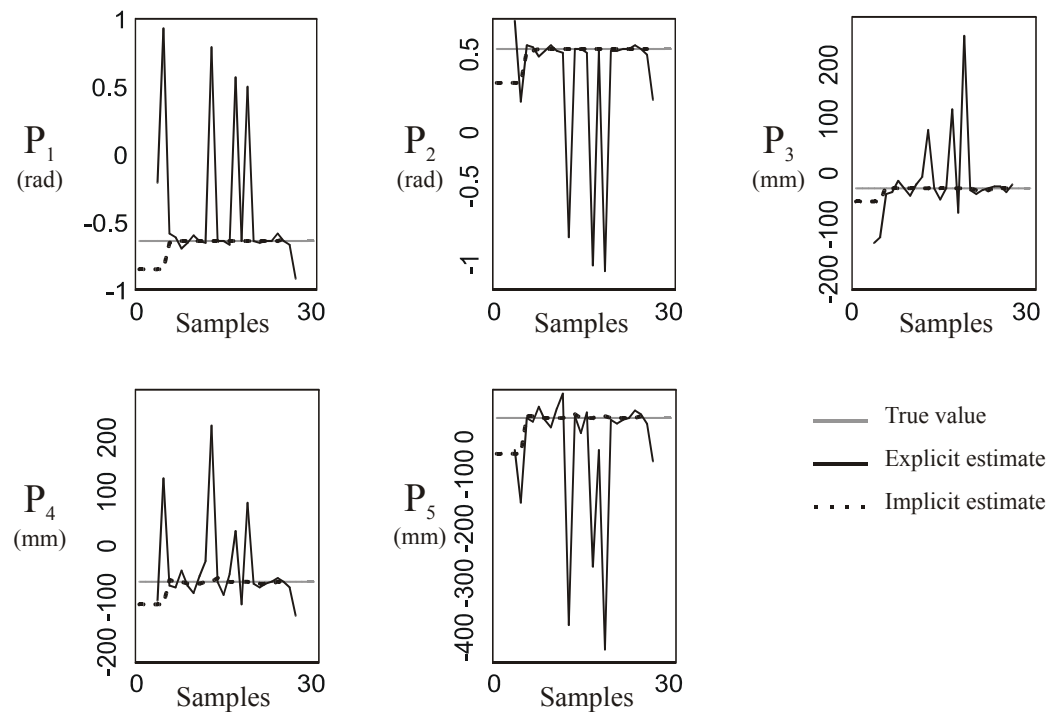 P1
(rad)
1
0.5
0
-0.5
-1
0
30
Samples
P2
(rad)
0.5
0
-0.5
-1
0
30
Samples
P3
(mm)
200
100
0
-100
-200
0
30
Samples
P4
(mm)
200
100
0
-100
-200
0
30
Samples
P5
(mm)
0
-100
-200
-300
-400
0
30
Samples
True value
Explicit estimate
Implicit estimate